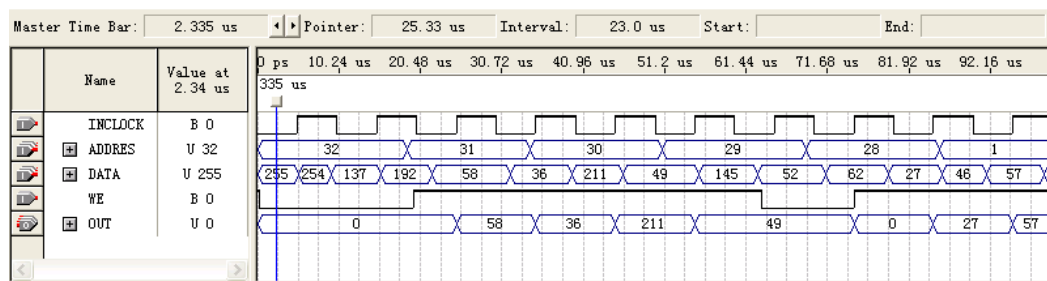 Master Time Bar: 2.335 us Pointer: 25.33 us Interval: 23.0 us Start: End:
Name Value at 2.34 us 0 ps 10.24 us 20.48 us 30.72 us 40.96 us 51.2 us 61.44 us 71.68 us 81.92 us 92.16 us
335 us
INCLOCK B 0
ADDRES U 32 32 31 30 29 28 1
DATA U 255 255 254 137 192 58 36 211 49 145 52 62 27 46 57
WE B 0
OUT U 0 0 58 36 211 49 0 27 57